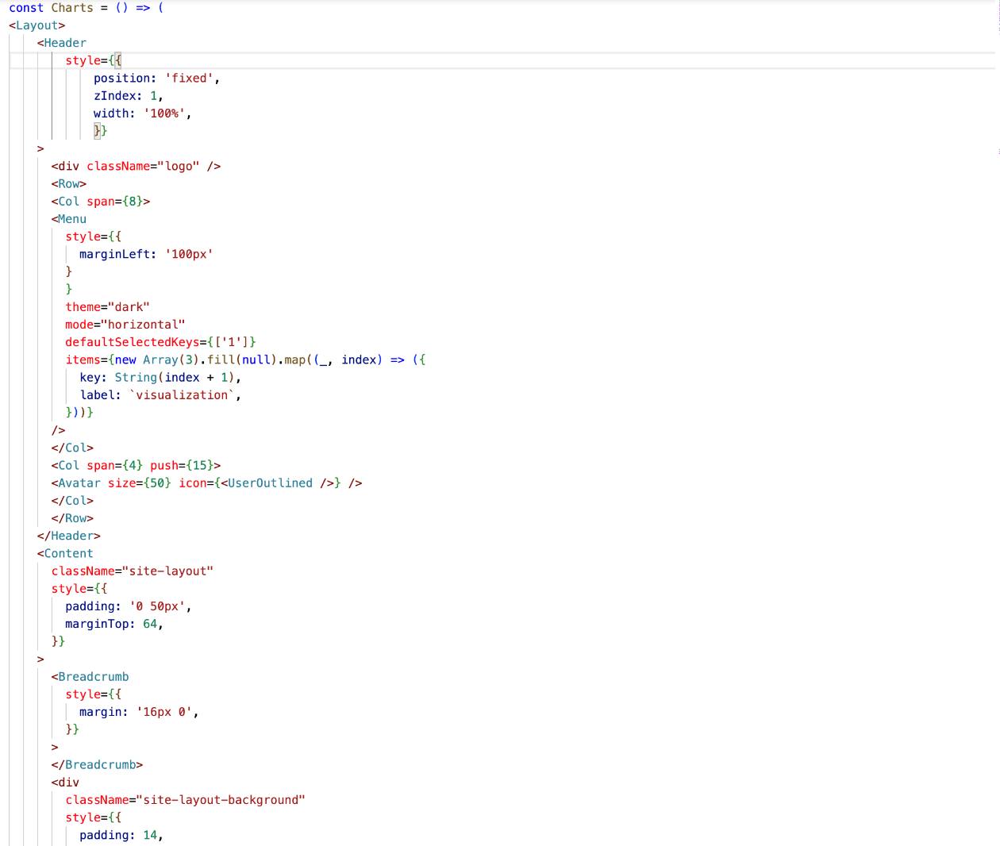 const Charts = () => (
<Layout>
    <Header
        style={{
            position: 'fixed',
            zIndex: 1,
            width: '100%',
            }}
    >
      <div className="logo" />
      <Row>
      <Col span={8}>
      <Menu
        style={{
          marginLeft: '100px'
        }
        }
        theme="dark"
        mode="horizontal"
        defaultSelectedKeys={['1']}
        items={new Array(3).fill(null).map((_, index) => ({
          key: String(index + 1),
          label: `visualization`,
        }))}
      />
      </Col>
      <Col span={4} push={15}>
      <Avatar size={50} icon={<UserOutlined />} />
      </Col>
      </Row>
    </Header>
    <Content
      className="site-layout"
      style={{
        padding: '0 50px',
        marginTop: 64,
      }}
    >
      <Breadcrumb
        style={{
          margin: '16px 0',
        }}
      >
      </Breadcrumb>
      <div
        className="site-layout-background"
        style={{
          padding: 14,